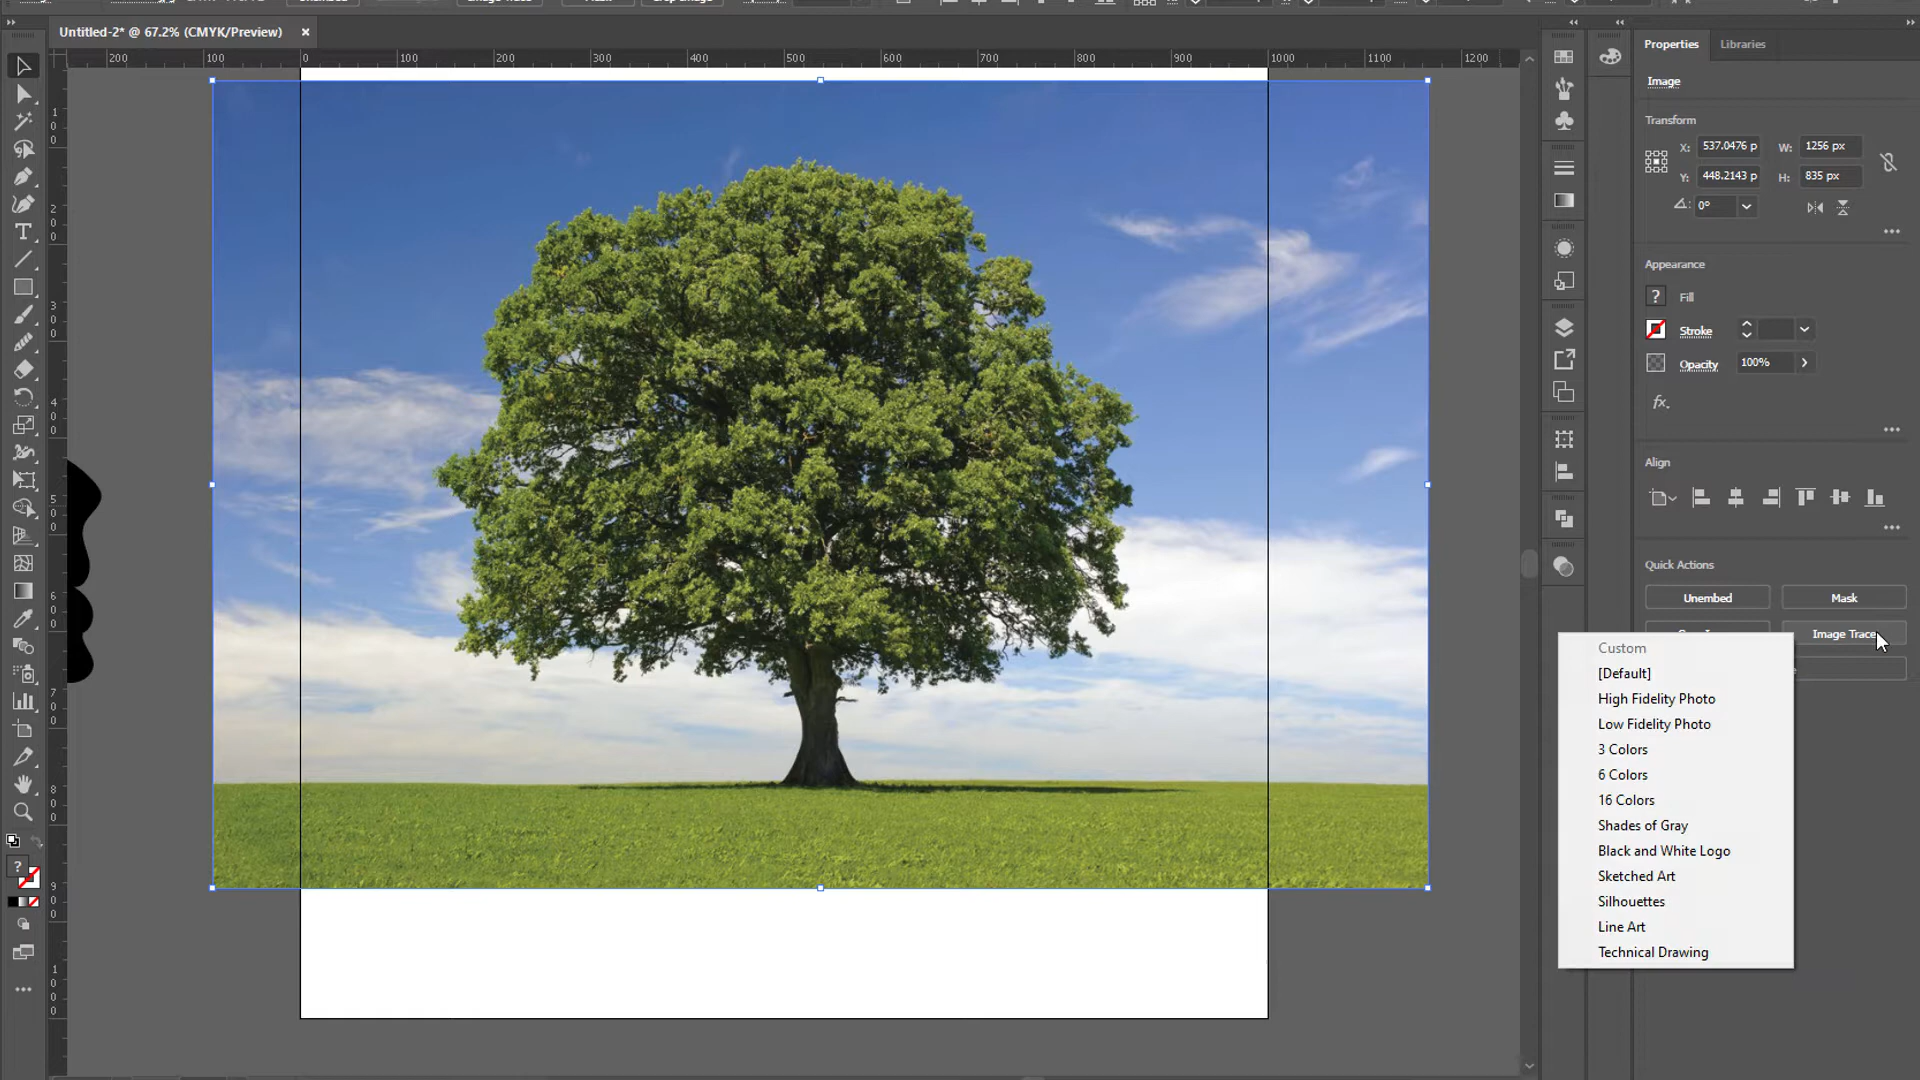 Untitled-2* @ 67.2% (CMYK/Preview) ×
200 100 0 100 200 300 400 500 600 700 800 900 1000 1100 1200
Properties Libraries
Image
Transform
X: 537.0476 p W: 1256 px
Y: 448.2143 p H: 835 px
0°
Appearance
? Fill
Stroke
Opacity 100%
fx.
Align
Quick Actions
Unembed Mask
Image Trace
Custom
[Default]
High Fidelity Photo
Low Fidelity Photo
3 Colors
6 Colors
16 Colors
Shades of Gray
Black and White Logo
Sketched Art
Silhouettes
Line Art
Technical Drawing